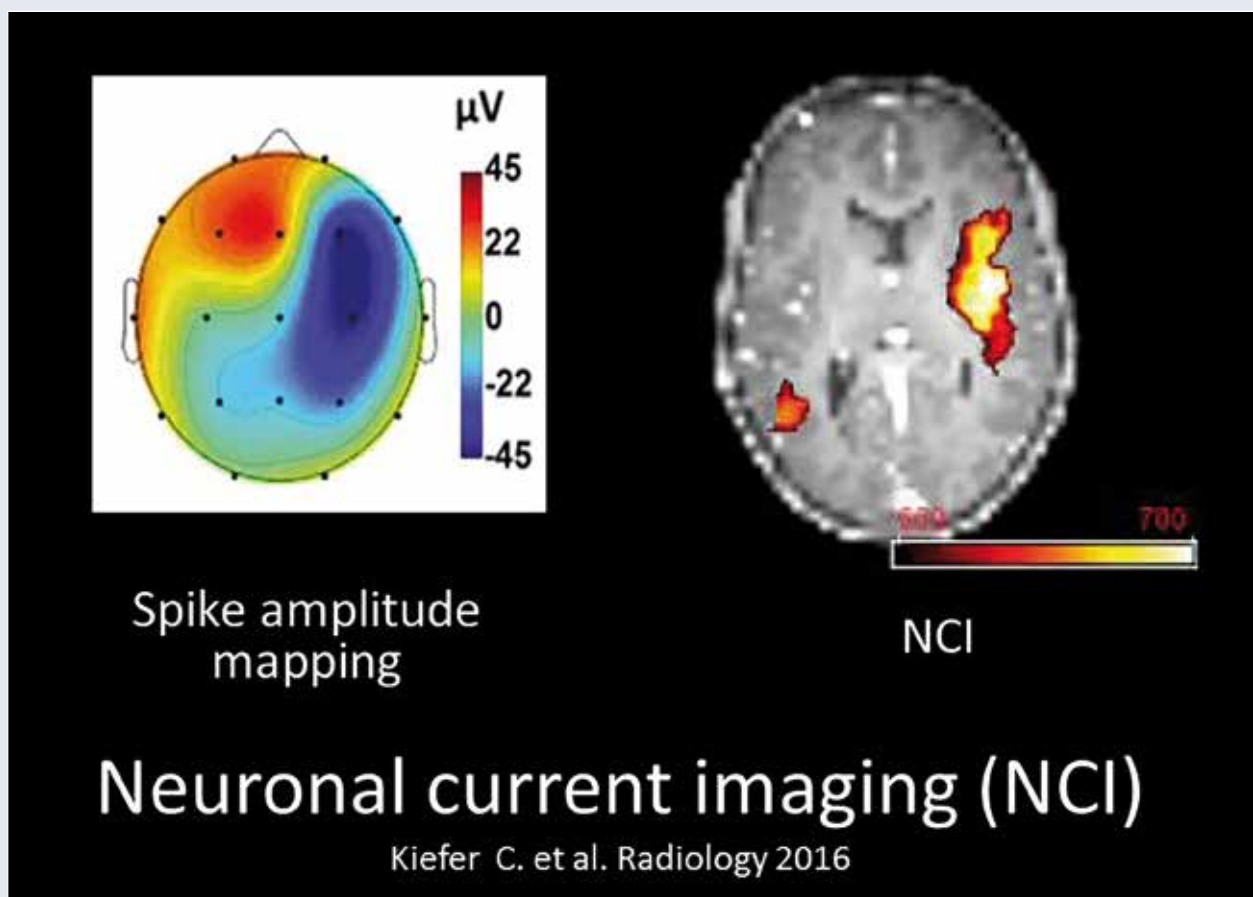 µV
45
22
0
-22
-45
700
Spike amplitude
mapping
NCI
Neuronal current imaging (NCI)
Kiefer C. et al. Radiology 2016